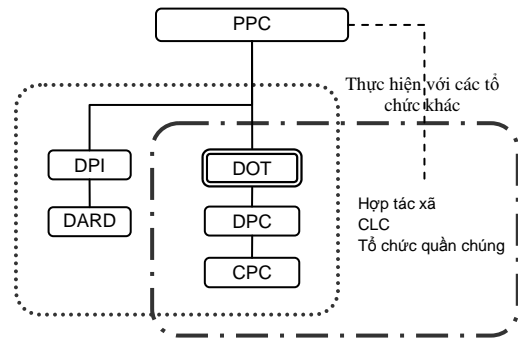 PPC
Thực hiện với các tổ
chức khác
DPI
DOT
DARD
DPC
CPC
Hợp tác xã
CLC
Tổ chức quần chúng